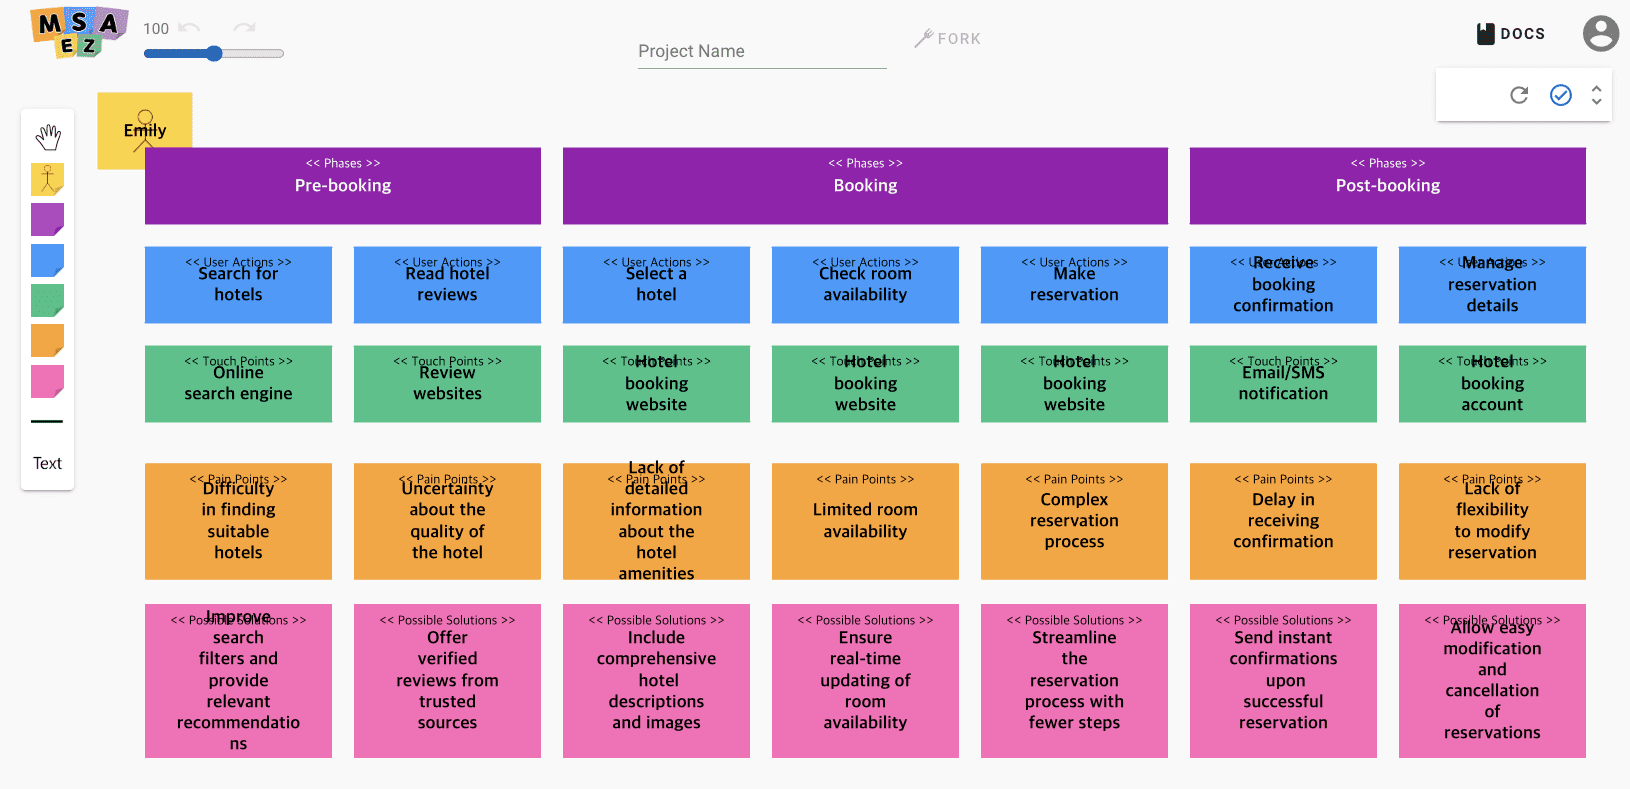 MSA
EZ
100
Project Name
FORK
DOCS
Emily
Text
<< Phases >>
Pre-booking
<< Phases >>
Booking
<< Phases >>
Post-booking
<< User Actions >>
Search for
hotels
<< User Actions >>
Read hotel
reviews
<< User Actions >>
Select a
hotel
<< User Actions >>
Check room
availability
<< User Actions >>
Make
reservation
<< User Actions >>
Receive
booking
confirmation
<< User Actions >>
Manage
reservation
details
<< Touch Points >>
Online
search engine
<< Touch Points >>
Review
websites
<< Touch Points >>
Hotel
booking
website
<< Touch Points >>
Hotel
booking
website
<< Touch Points >>
Hotel
booking
website
<< Touch Points >>
Email/SMS
notification
<< Touch Points >>
Hotel
booking
account
<< Pain Points >>
Difficulty
in finding
suitable
hotels
<< Pain Points >>
Uncertainty
about the
quality of
the hotel
<< Pain Points >>
Lack of
detailed
information
about the
hotel
amenities
<< Pain Points >>
Limited room
availability
<< Pain Points >>
Complex
reservation
process
<< Pain Points >>
Delay in
receiving
confirmation
<< Pain Points >>
Lack of
flexibility
to modify
reservation
<< Possible Solutions >>
Improve
search
filters and
provide
relevant
recommendatio
ns
<< Possible Solutions >>
Offer
verified
reviews from
trusted
sources
<< Possible Solutions >>
Include
comprehensive
hotel
descriptions
and images
<< Possible Solutions >>
Ensure
real-time
updating of
room
availability
<< Possible Solutions >>
Streamline
the
reservation
process with
fewer steps
<< Possible Solutions >>
Send instant
confirmations
upon
successful
reservation
<< Possible Solutions >>
Allow easy
modification
and
cancellation
of
reservations